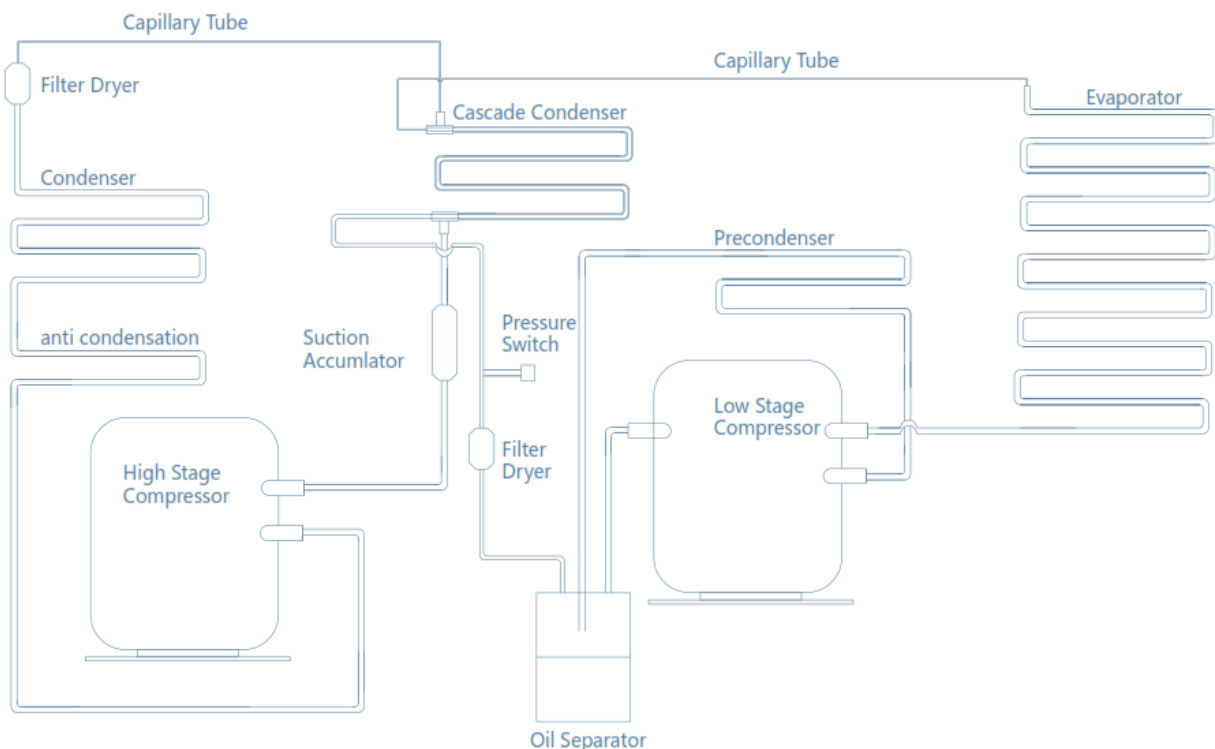 Capillary Tube
Filter Dryer
Capillary Tube
Cascade Condenser
Evaporator
Condenser
Precondenser
anti condensation
Suction
Accumlator
Pressure
Switch
Low Stage
Compressor
Filter
Dryer
High Stage
Compressor
Oil Separator